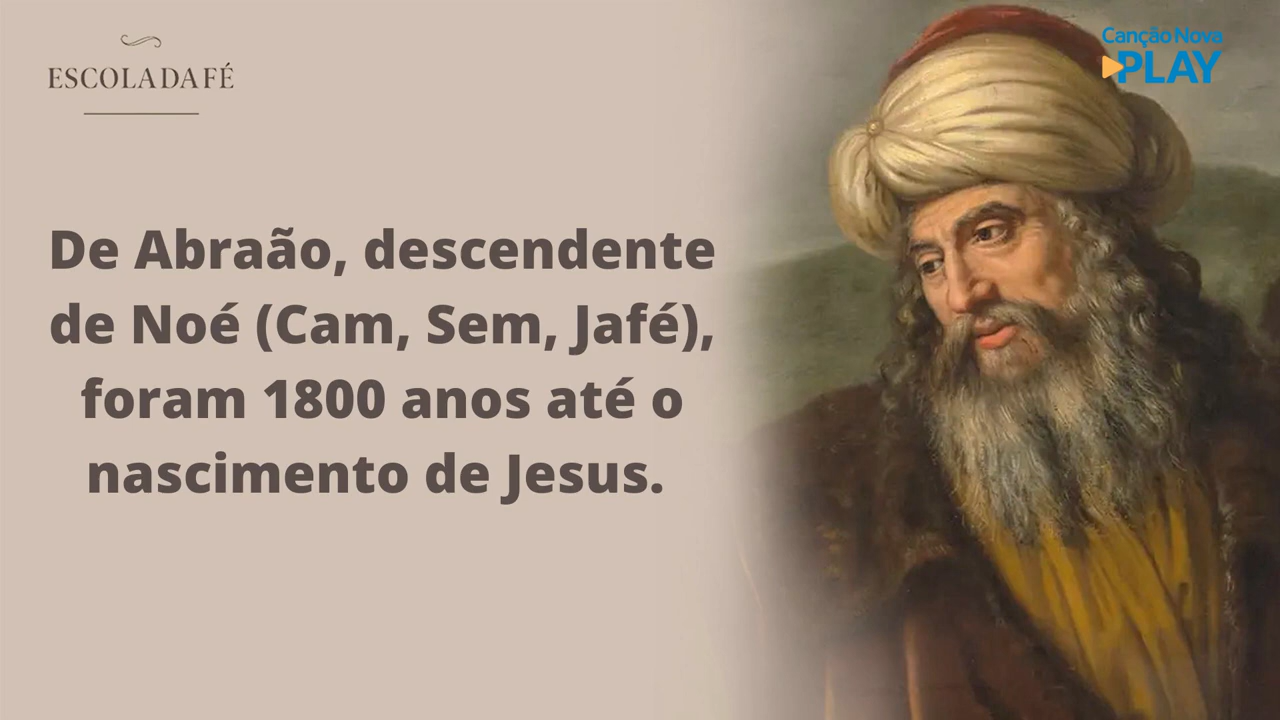 ESCOLADAFÉ
Canção Nova
PLAY
De Abraão, descendente
de Noé (Cam, Sem, Jafé),
foram 1800 anos até o
nascimento de Jesus.